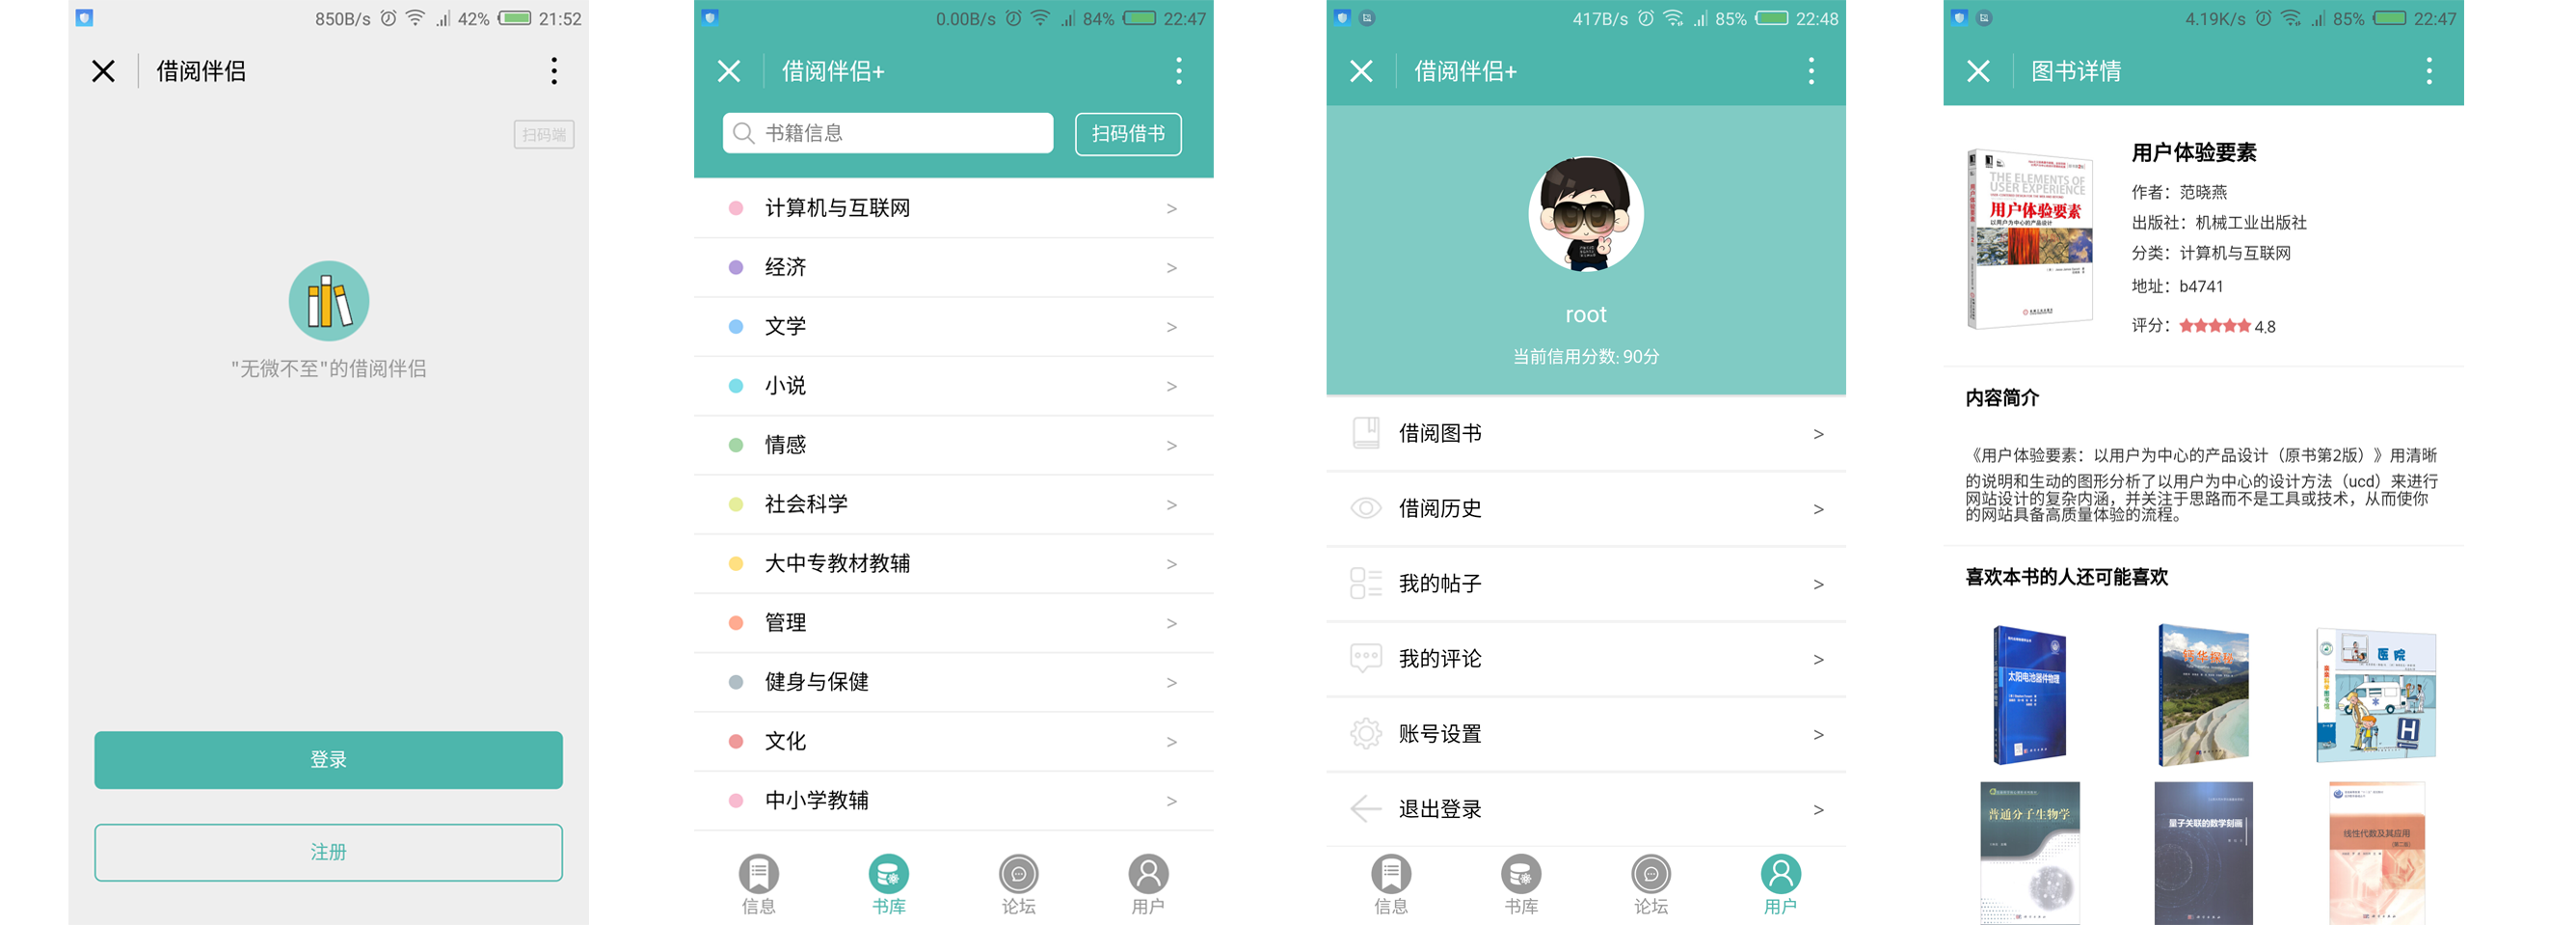 850B/s 42% 21:52
借阅伴侣
扫码端
"无微不至"的借阅伴侣
登录
注册
0.00B/s 84% 22:47
借阅伴侣+
书籍信息
扫码借书
计算机与互联网 >
经济 >
文学 >
小说 >
情感 >
社会科学 >
大中专教材教辅 >
管理 >
健身与保健 >
文化 >
中小学教辅 >
信息 书库 论坛 用户
417B/s 85% 22:48
借阅伴侣+
root
当前信用分数: 90分
借阅图书 >
借阅历史 >
我的帖子 >
我的评论 >
账号设置 >
退出登录 >
信息 书库 论坛 用户
4.19K/s 85% 22:47
图书详情
THE ELEMENTS OF
USER EXPERIENCE
用户体验要素
以用户为中心的产品设计
用户体验要素
作者：范晓燕
出版社：机械工业出版社
分类：计算机与互联网
地址：b4741
评分： 4.8
内容简介
《用户体验要素：以用户为中心的产品设计（原书第2版）》用清晰
的说明和生动的图形分析了以用户为中心的设计方法（ucd）来进行
网站设计的复杂内涵，并关注于思路而不是工具或技术，从而使你
的网站具备高质量体验的流程。
喜欢本书的人还可能喜欢
太阳电池器件物理
医院
H
普通分子生物学
量子关联的数学刻画
线性代数及其应用